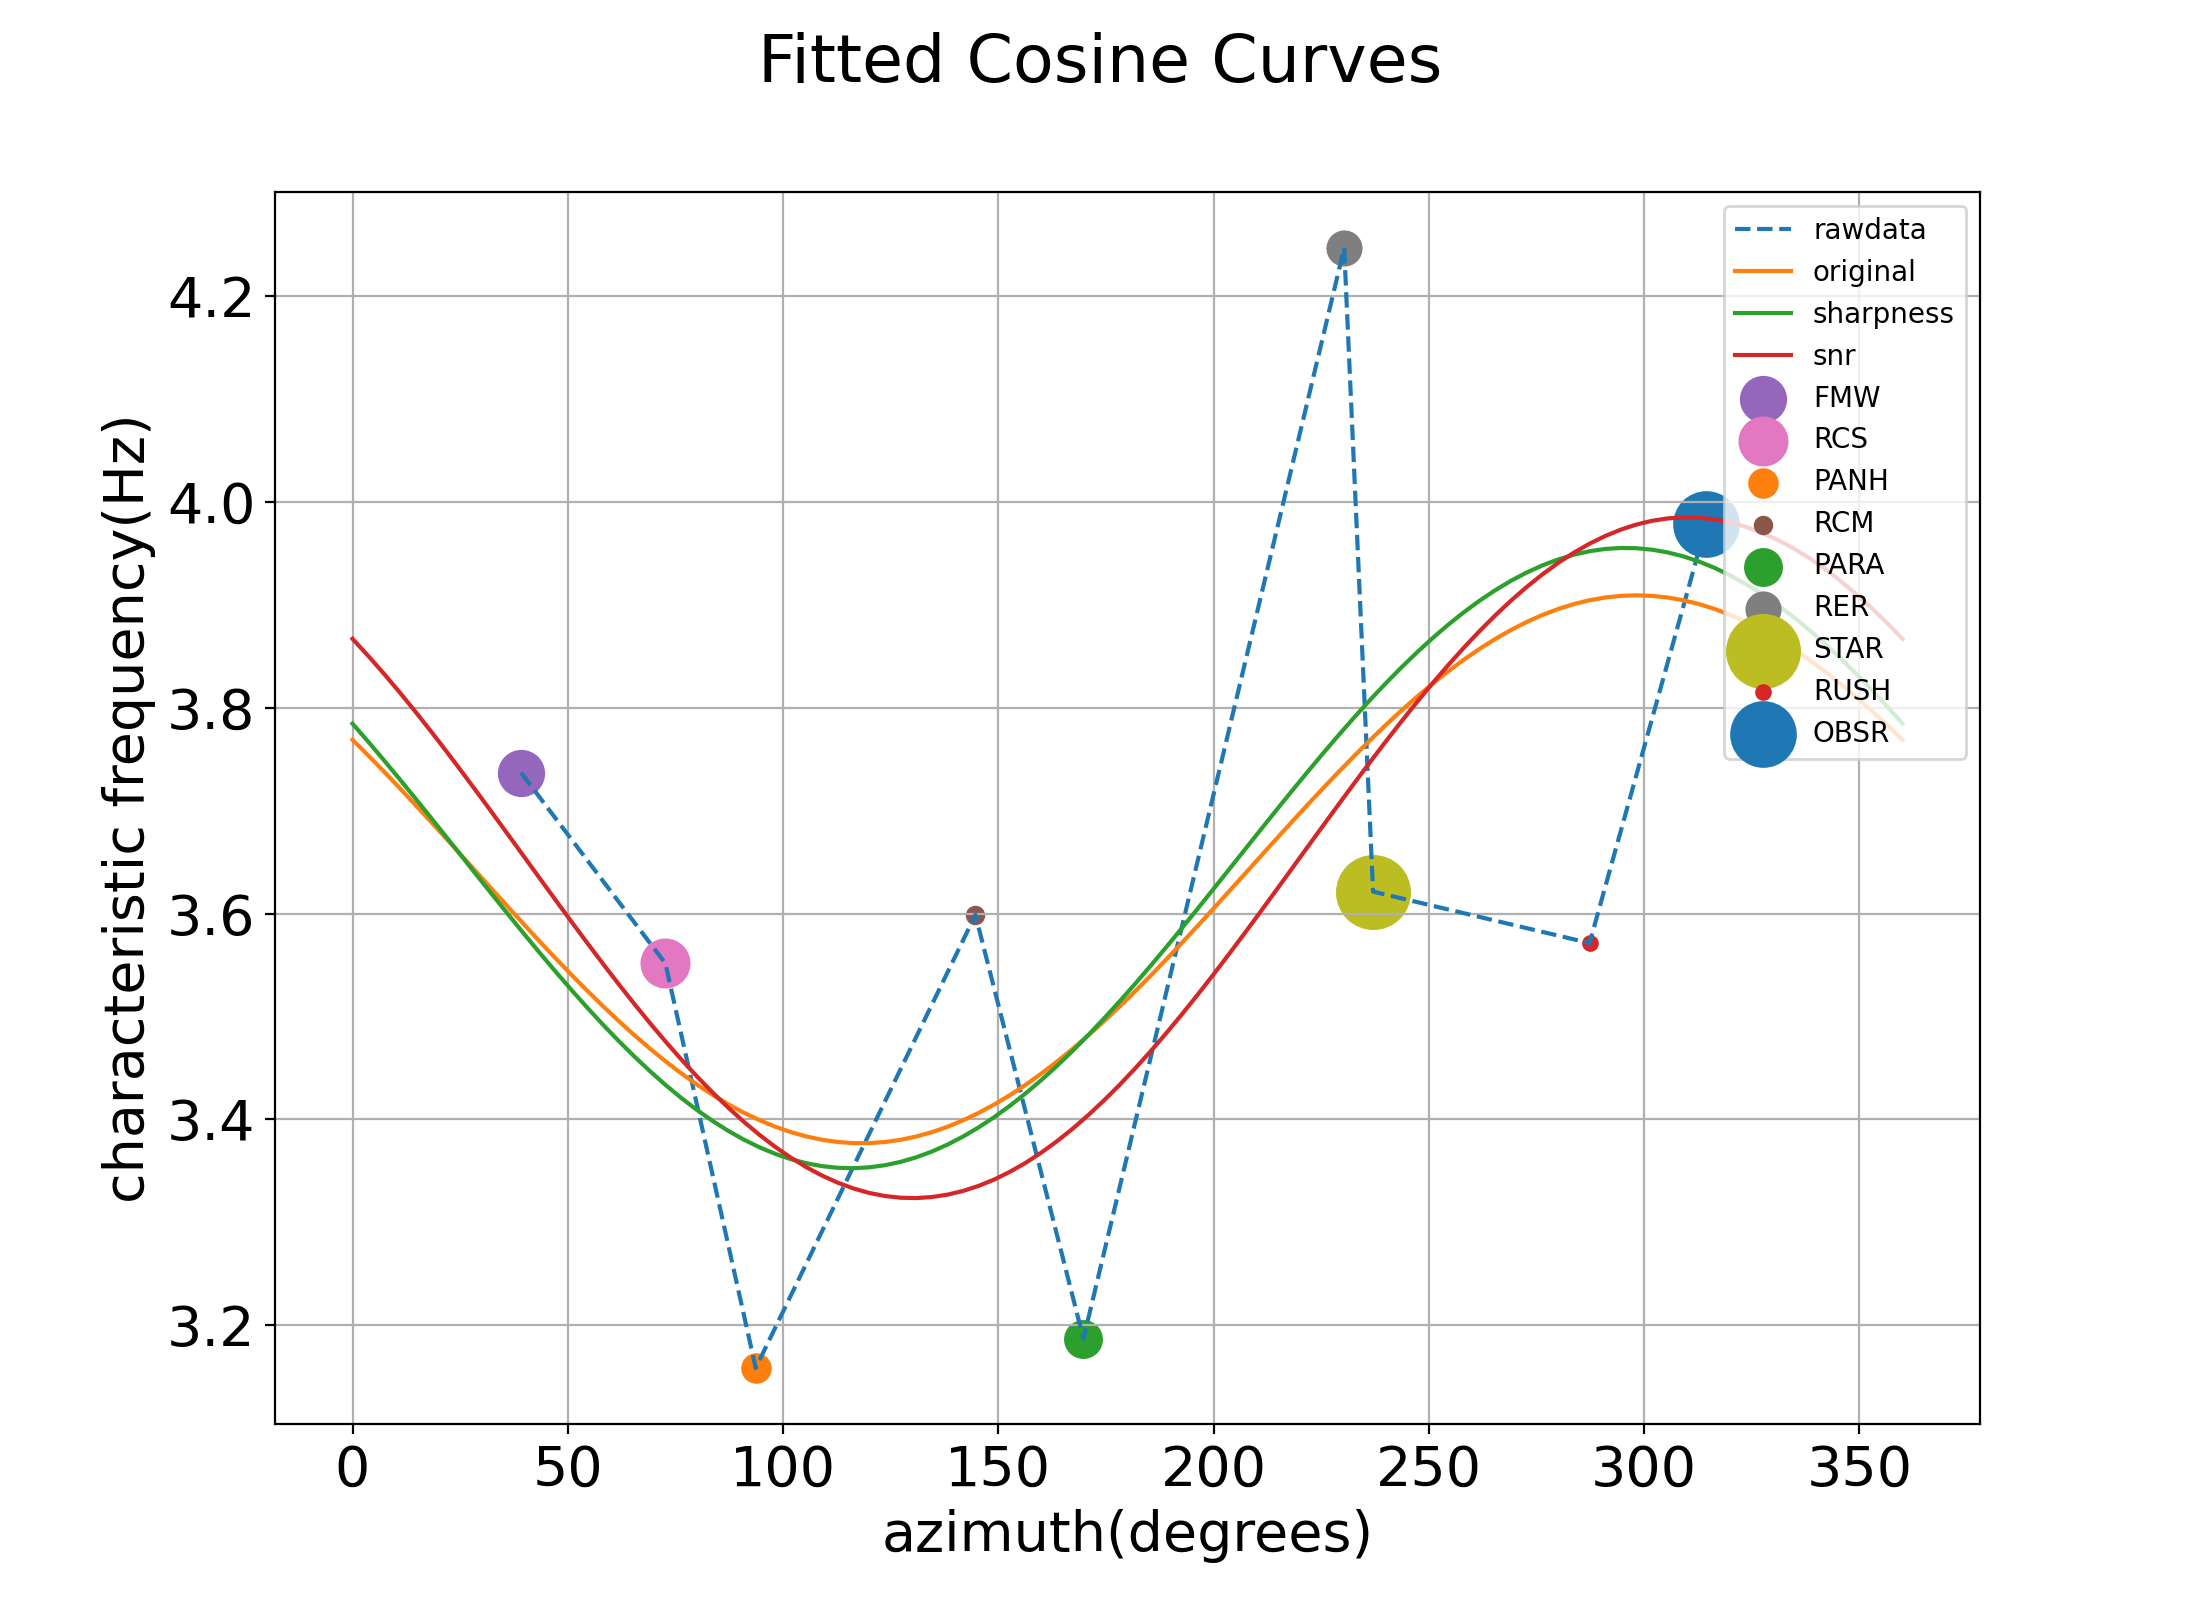 Fitted Cosine Curves
characteristic frequency(Hz)
4.2
4.0
3.8
3.6
3.4
3.2
rawdata
original
sharpness
snr
FMW
RCS
PANH
RCM
PARA
RER
STAR
RUSH
OBSR
0 50 100 150 200 250 300 350
azimuth(degrees)